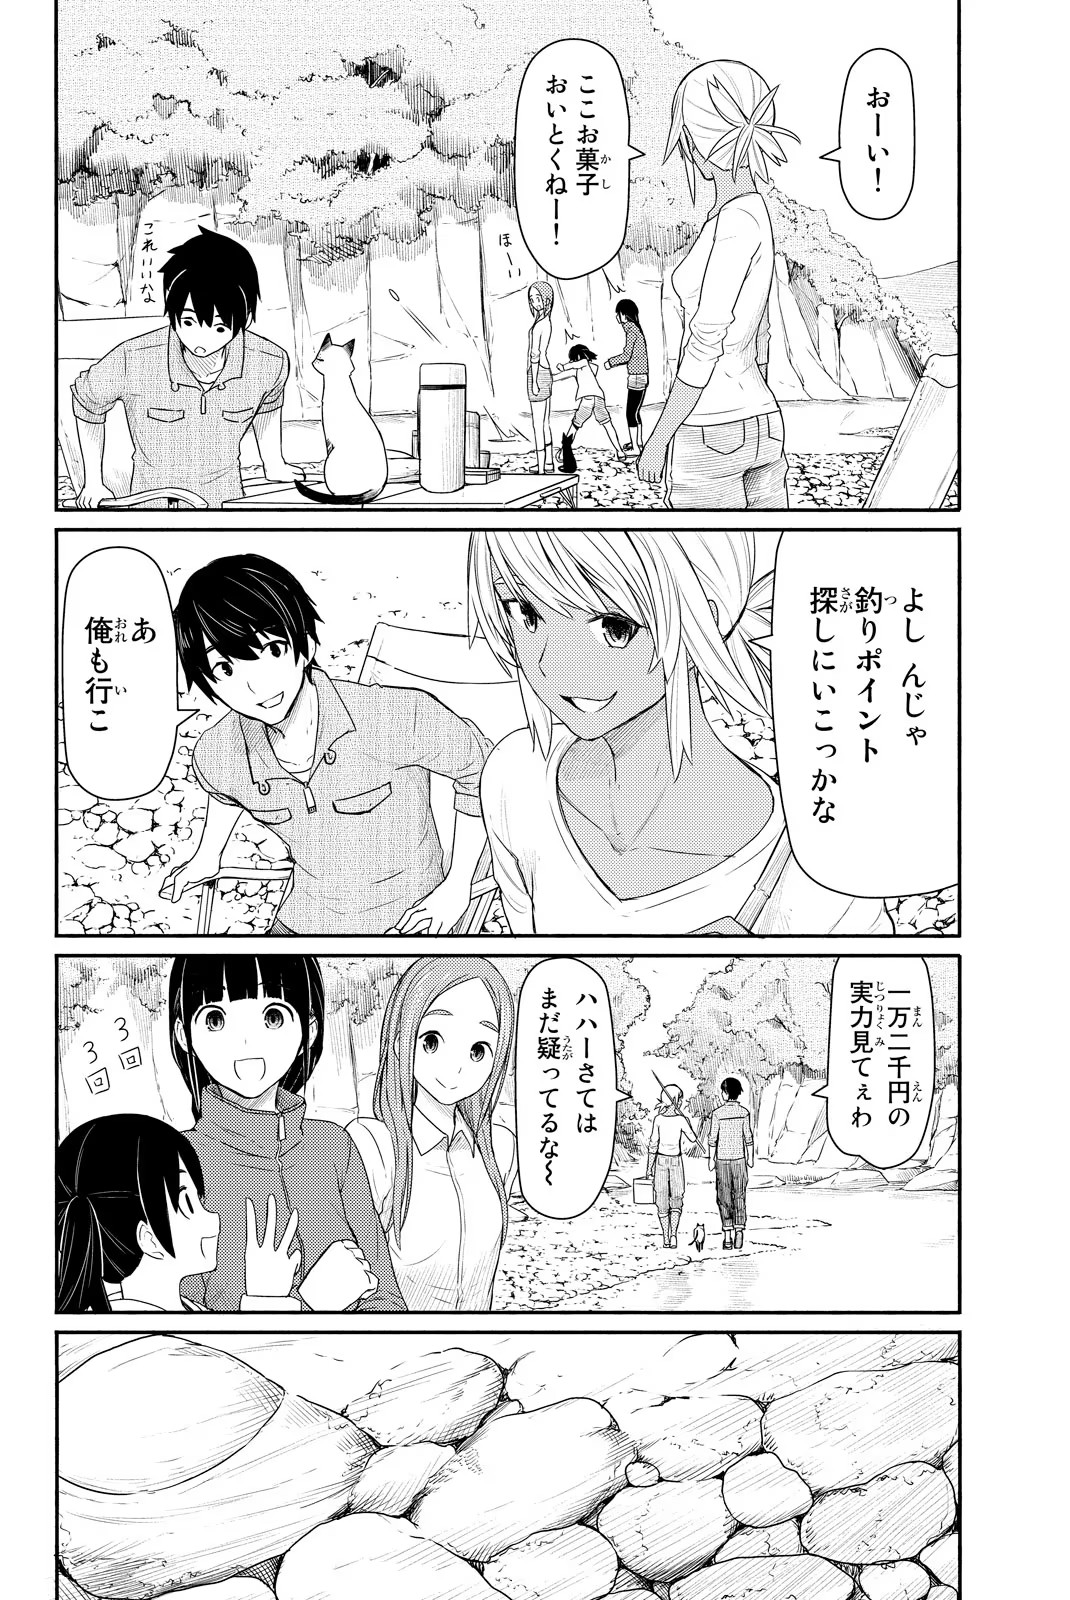 おーい！
ここお菓子
おいとくねー！
ほーい
これいいな
よし んじゃ
釣りポイント
探しにいこっかな
あ
俺も行こ
一万二千円の
実力見てぇわ
ハハーさては
まだ疑ってるな〜
3回
3回